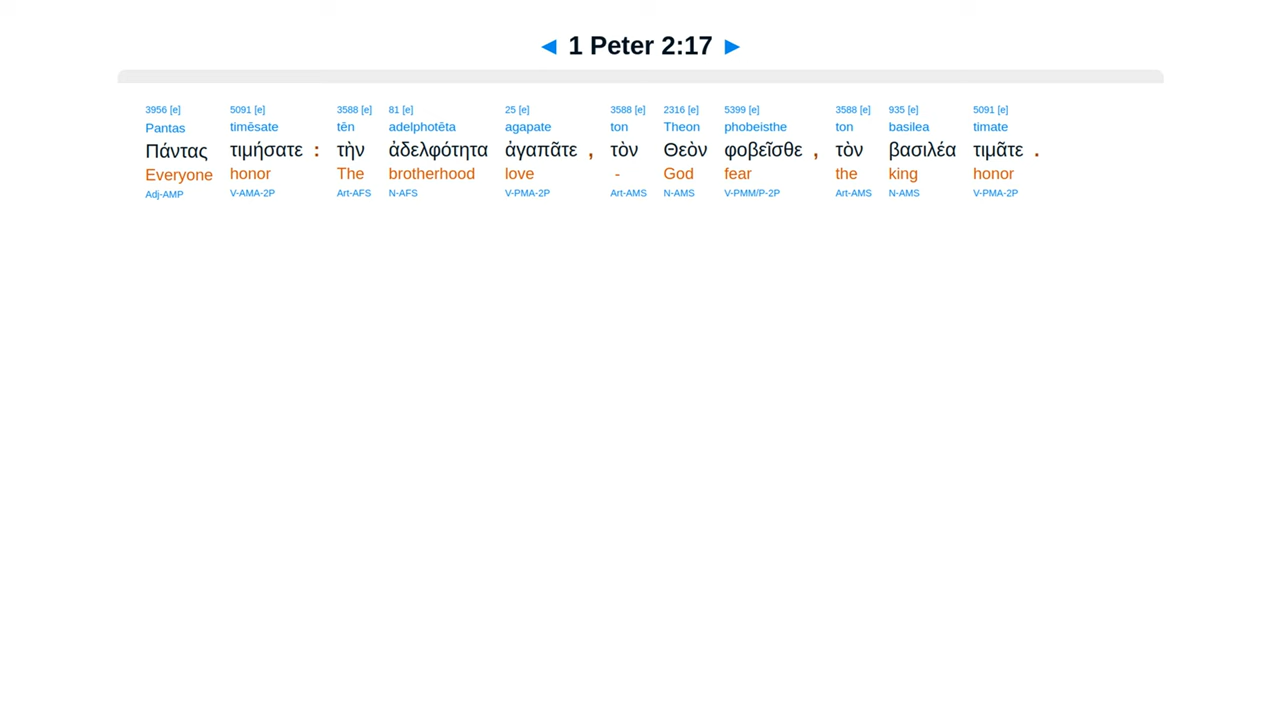 ◄ 1 Peter 2:17 ►
3956 [e] 5091 [e] 3588 [e] 81 [e] 25 [e] 3588 [e] 2316 [e] 5399 [e] 3588 [e] 935 [e] 5091 [e]
Pantas timēsate tēn adelphotēta agapate ton Theon phobeisthe ton basilea timate
Πάντας τιμήσατε : τὴν ἀδελφότητα ἀγαπᾶτε , τὸν Θεὸν φοβεῖσθε , τὸν βασιλέα τιμᾶτε .
Everyone honor The brotherhood love - God fear the king honor
Adj-AMP V-AMA-2P Art-AFS N-AFS V-PMA-2P Art-AMS N-AMS V-PMM/P-2P Art-AMS N-AMS V-PMA-2P